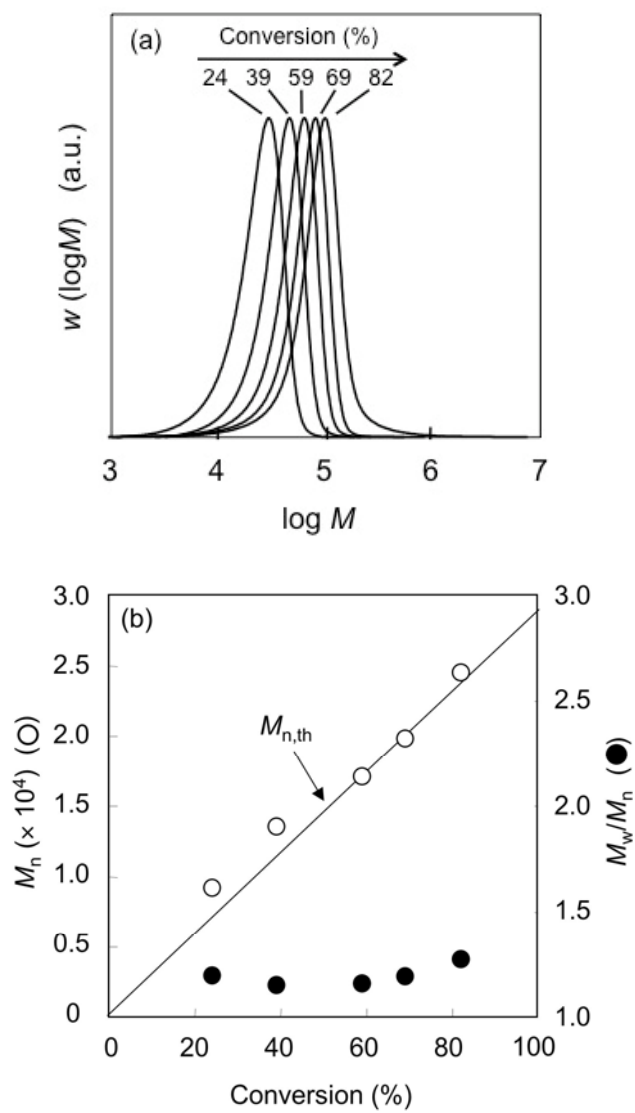 (a)
Conversion (%)
24 39 59 69 82
w (logM) (a.u.)
3 4 5 6 7
log M
(b)
3.0
2.5
2.0
1.5
1.0
0.5
0
Mn,th
Mn (× 10⁴) (○)
3.0
2.5
2.0
1.5
1.0
Mw/Mn (●)
0 20 40 60 80 100
Conversion (%)